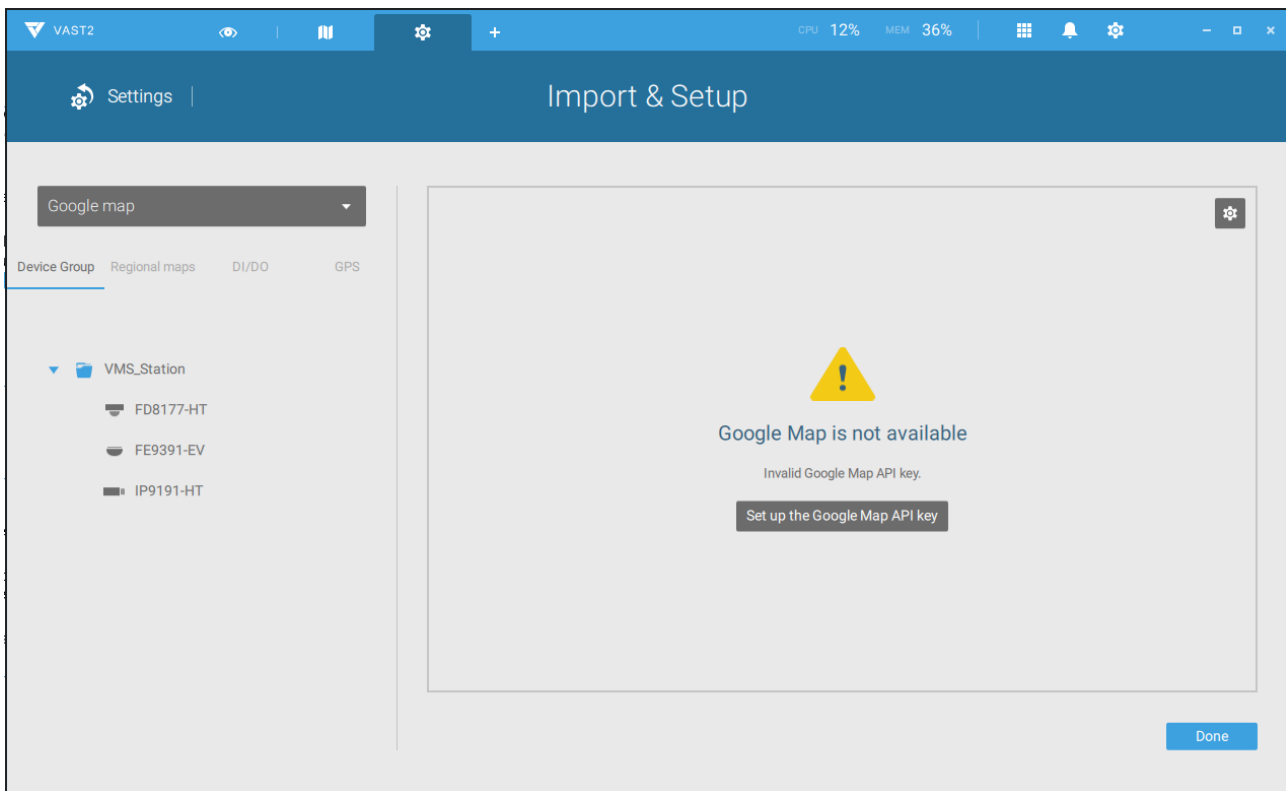 VAST2 CPU 12% MEM 36%
Settings Import & Setup
Google map
Device Group Regional maps DI/DO GPS
VMS_Station
FD8177-HT
FE9391-EV
IP9191-HT
Google Map is not available
Invalid Google Map API key.
Set up the Google Map API key
Done